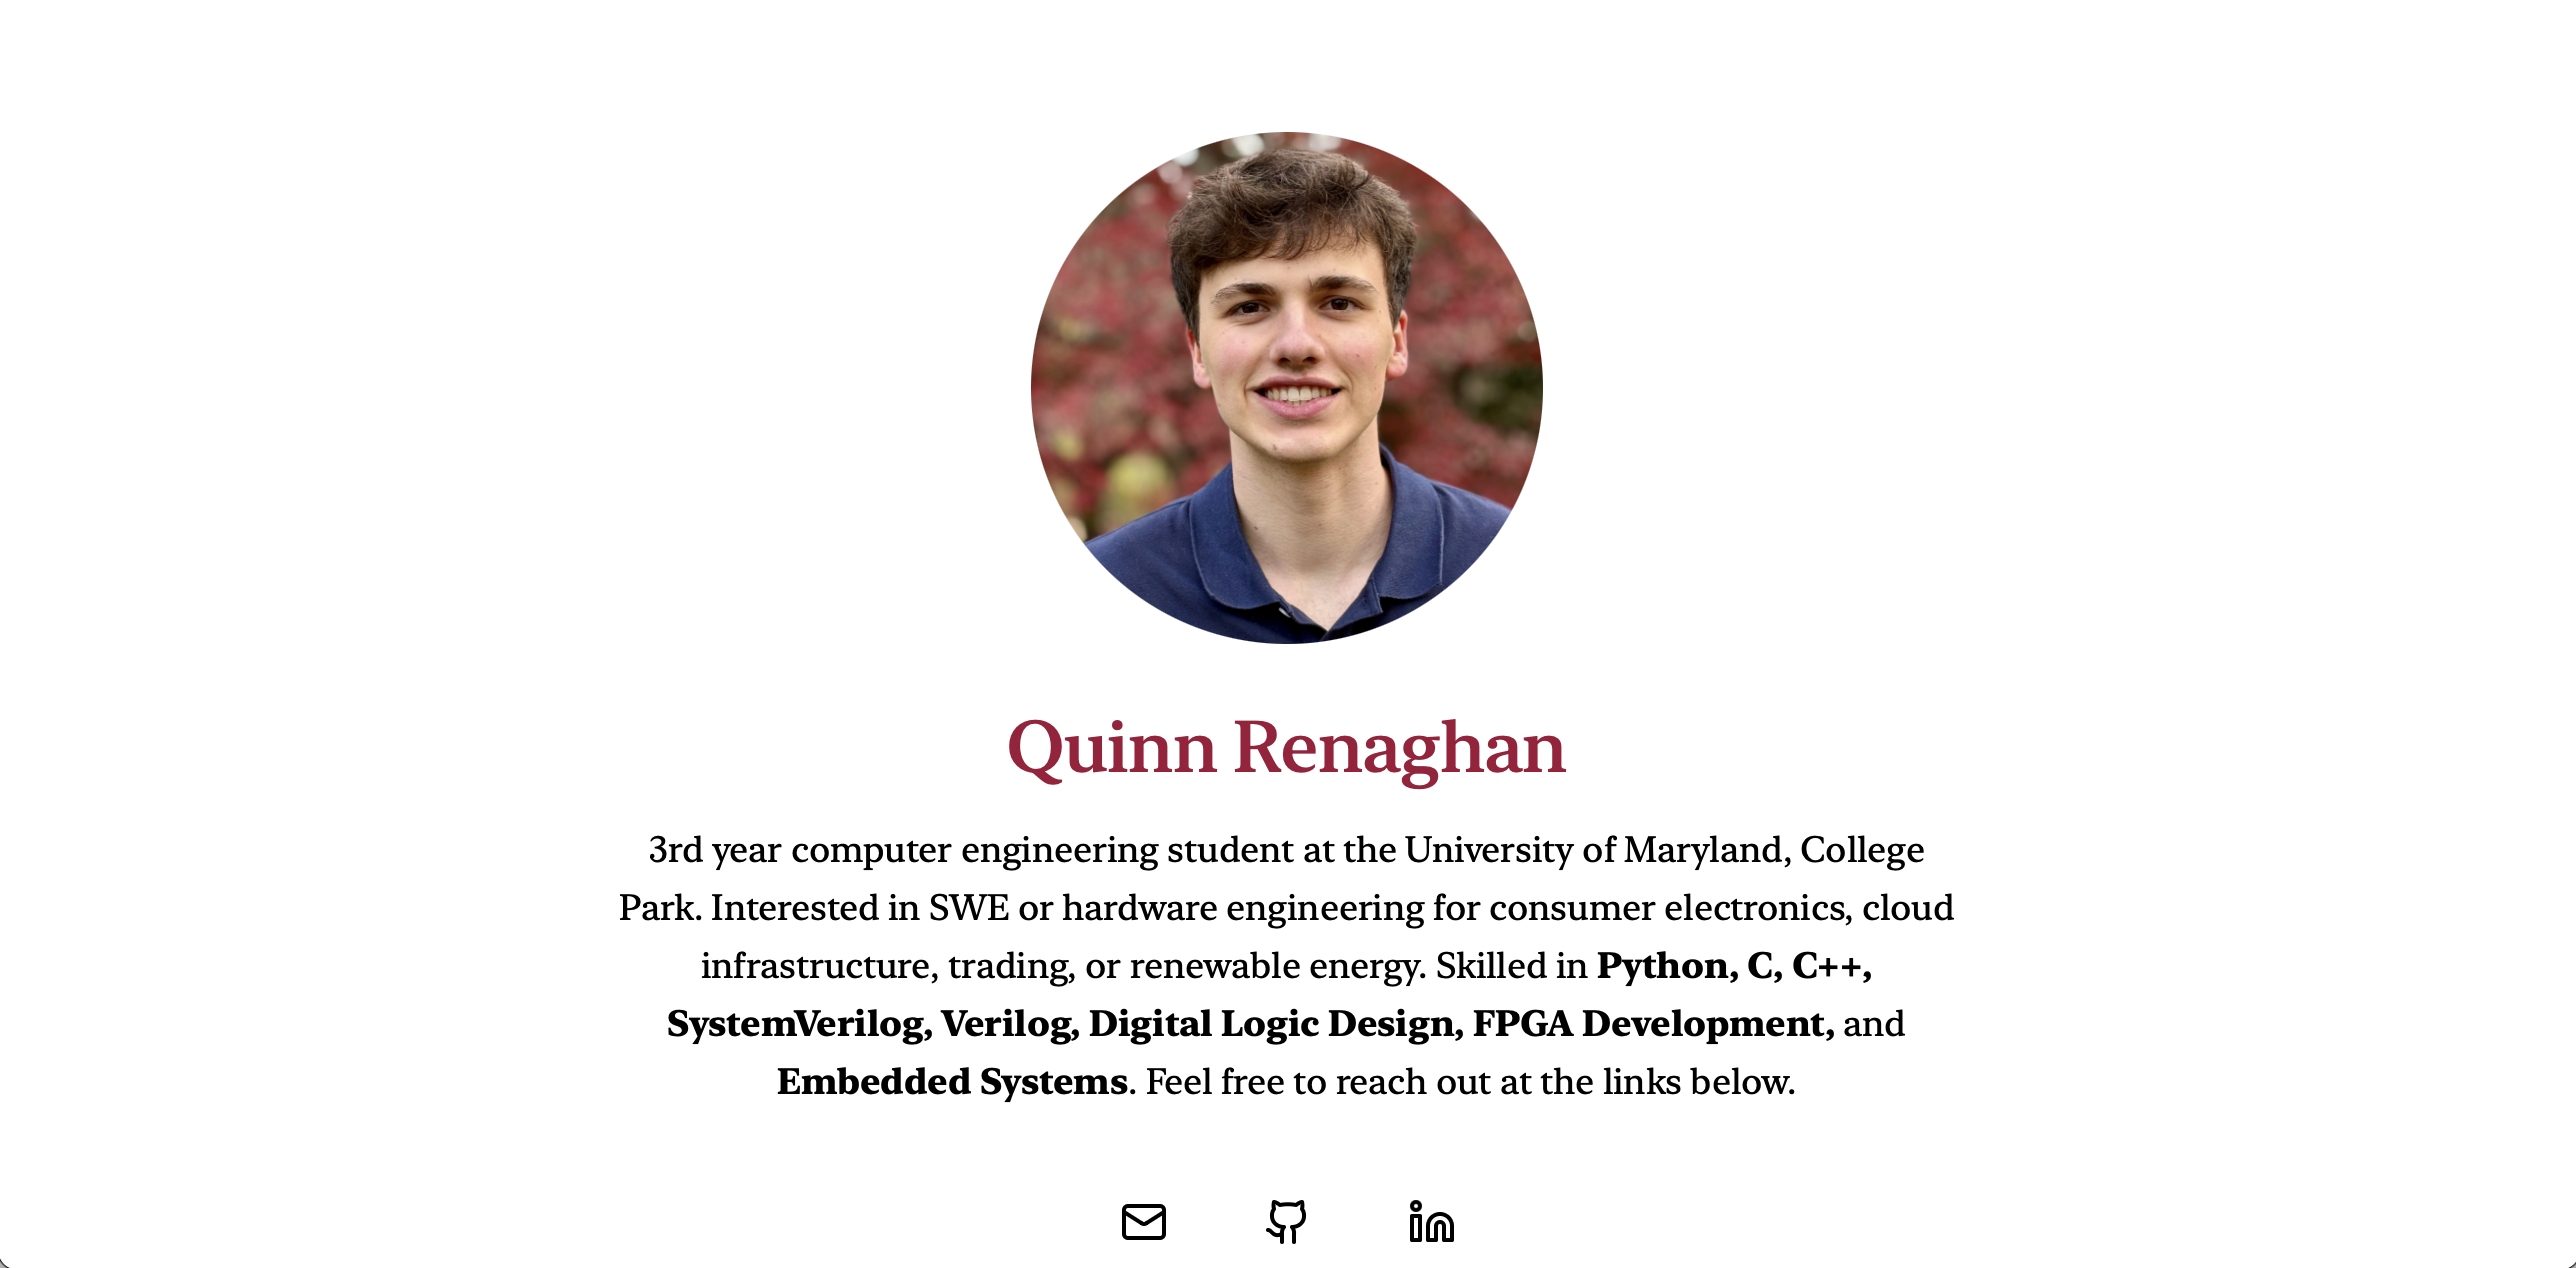 Quinn Renaghan
3rd year computer engineering student at the University of Maryland, College
Park. Interested in SWE or hardware engineering for consumer electronics, cloud
infrastructure, trading, or renewable energy. Skilled in Python, C, C++,
SystemVerilog, Verilog, Digital Logic Design, FPGA Development, and
Embedded Systems. Feel free to reach out at the links below.